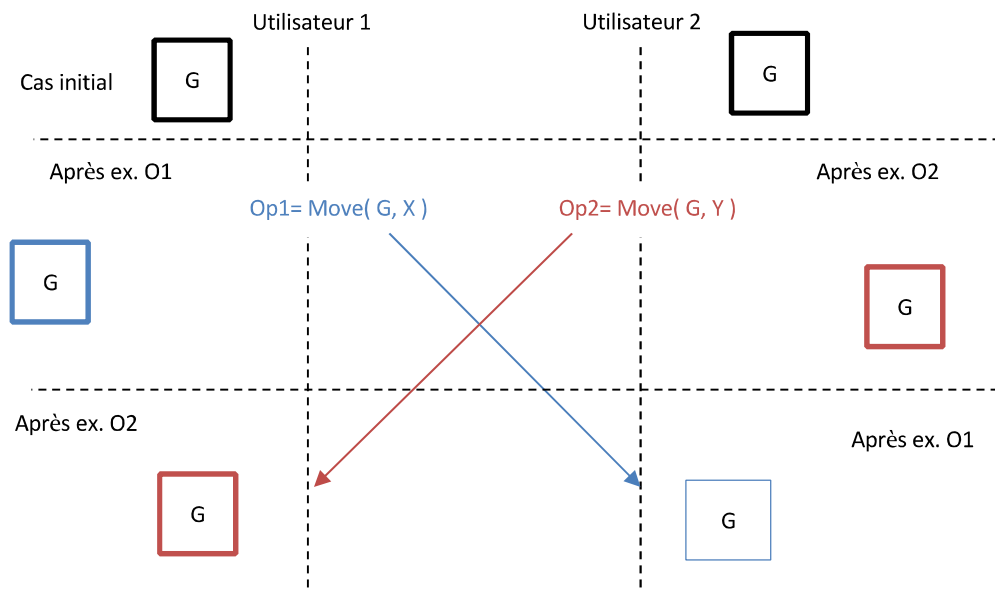 Utilisateur 1
Utilisateur 2
Cas initial
G
G
Après ex. O1
Après ex. O2
Op1= Move( G, X )
Op2= Move( G, Y )
G
G
Après ex. O2
Après ex. O1
G
G